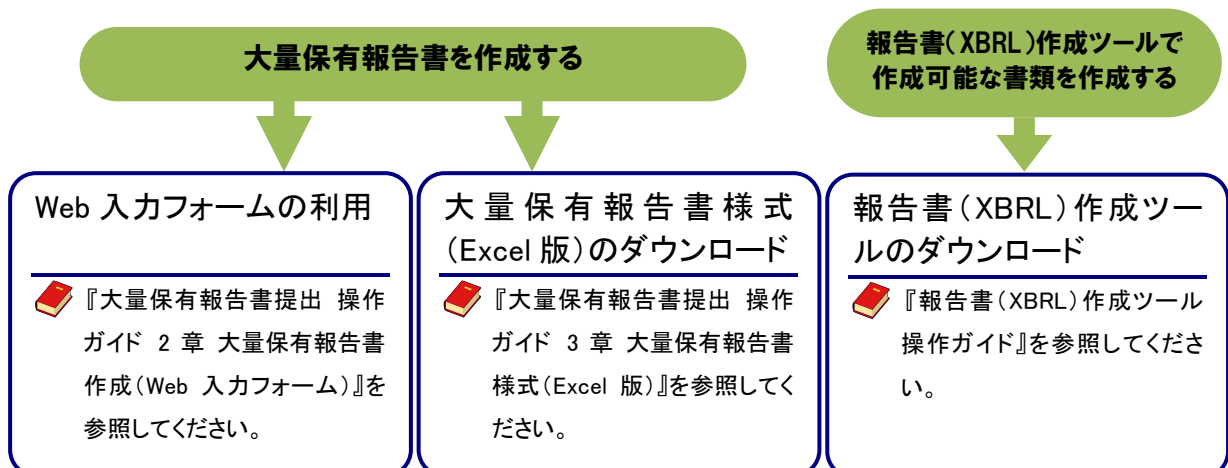 大量保有報告書を作成する
報告書(XBRL)作成ツールで
作成可能な書類を作成する
Web 入力フォームの利用
『大量保有報告書提出 操作
ガイド 2 章 大量保有報告書
作成(Web 入力フォーム)』を
参照してください。
大量保有報告書様式
(Excel 版)のダウンロード
『大量保有報告書提出 操作
ガイド 3 章 大量保有報告書
様式(Excel 版)』を参照してく
ださい。
報告書(XBRL)作成ツー
ルのダウンロード
『報告書(XBRL)作成ツール
操作ガイド』を参照してくださ
い。